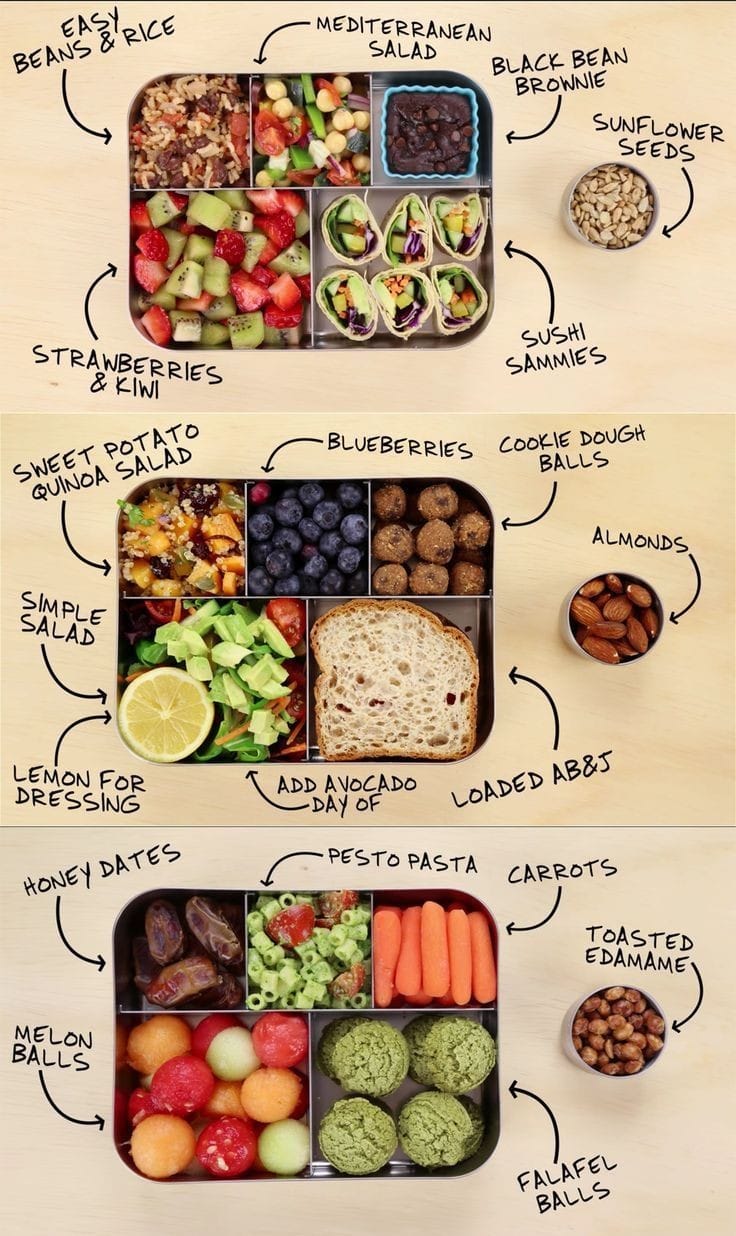 EASY
BEANS & RICE
MEDITERRANEAN
SALAD
BLACK BEAN
BROWNIE
SUNFLOWER
SEEDS
STRAWBERRIES
& KIWI
SUSHI
SAMMIES
SWEET POTATO
QUINOA SALAD
BLUEBERRIES
COOKIE DOUGH
BALLS
ALMONDS
SIMPLE
SALAD
LEMON FOR
DRESSING
ADD AVOCADO
DAY OF
LOADED AB&J
HONEY DATES
PESTO PASTA
CARROTS
TOASTED
EDAMAME
MELON
BALLS
FALAFEL
BALLS